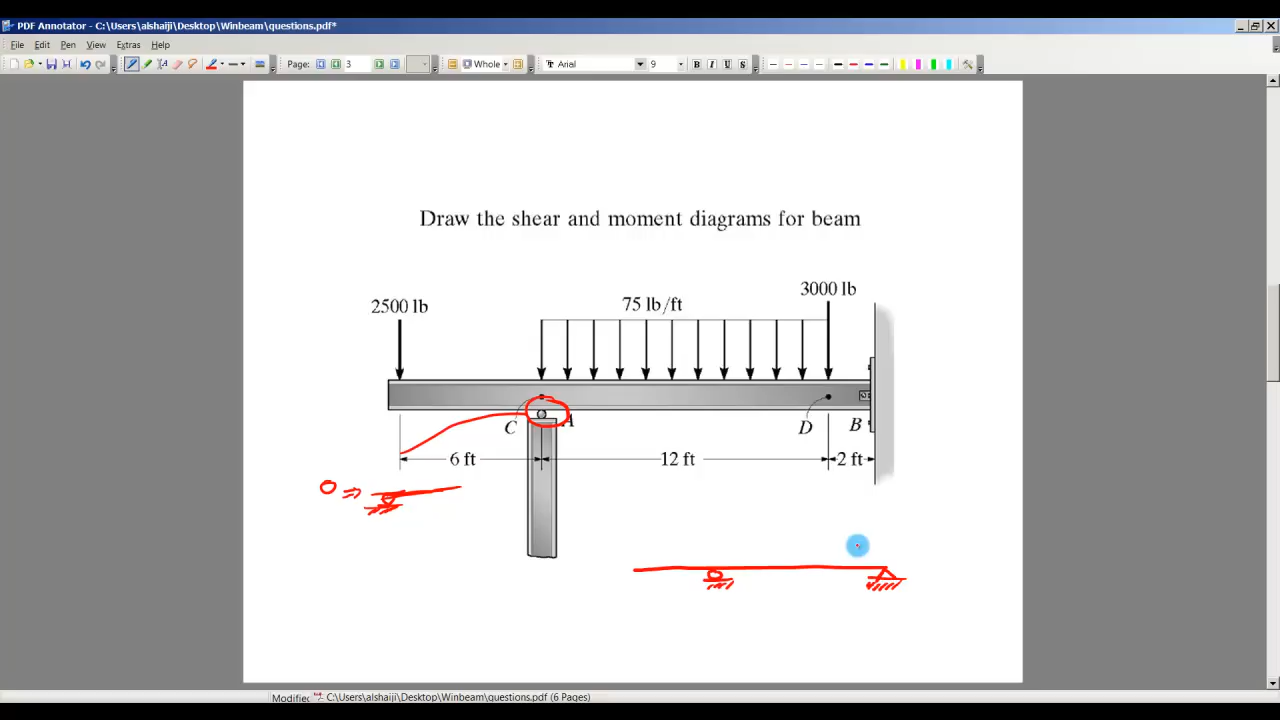 PDF Annotator - C:\Users\alshaiji\Desktop\Winbeam\questions.pdf*
File Edit Pen View Extras Help
Page: 3 Whole Arial 9 B I U S
Draw the shear and moment diagrams for beam
3000 lb
2500 lb
75 lb/ft
C A D B
6 ft 12 ft 2 ft
Modified C:\Users\alshaiji\Desktop\Winbeam\questions.pdf (6 Pages)